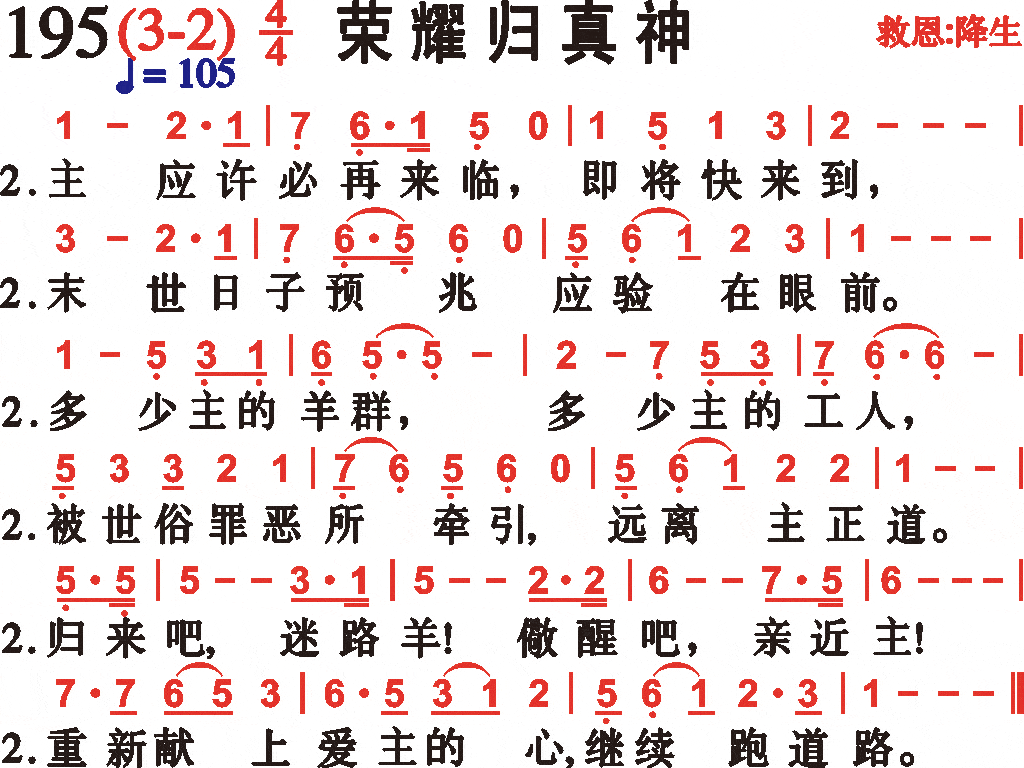 195 (3-2) 4/4 荣耀归真神 救恩:降生
♩= 105
1 - 2·1 | 7 6·1 5 0 | 1 5 1 3 | 2 - - - |
2.主 应许必再来临， 即将快来到，
3 - 2·1 | 7 6·5 6 0 | 5 6 1 2 3 | 1 - - - |
2.末 世日子预 兆 应验 在眼前。
1 - 5 3 1 | 6 5·5 - | 2 - 7 5 3 | 7 6·6 - |
2.多 少主的羊群， 多 少主的工人，
5 3 3 2 1 | 7 6 5 6 0 | 5 6 1 2 2 | 1 - - |
2.被世俗罪恶所 牵引, 远离 主正道。
5·5 | 5 - - 3·1 | 5 - - 2·2 | 6 - - 7·5 | 6 - - - |
2.归来吧, 迷路羊! 儆醒吧， 亲近主!
7·7 6 5 3 | 6·5 3 1 2 | 5 6 1 2·3 | 1 - - - ‖
2.重新献 上爱主的 心,继续 跑道路。